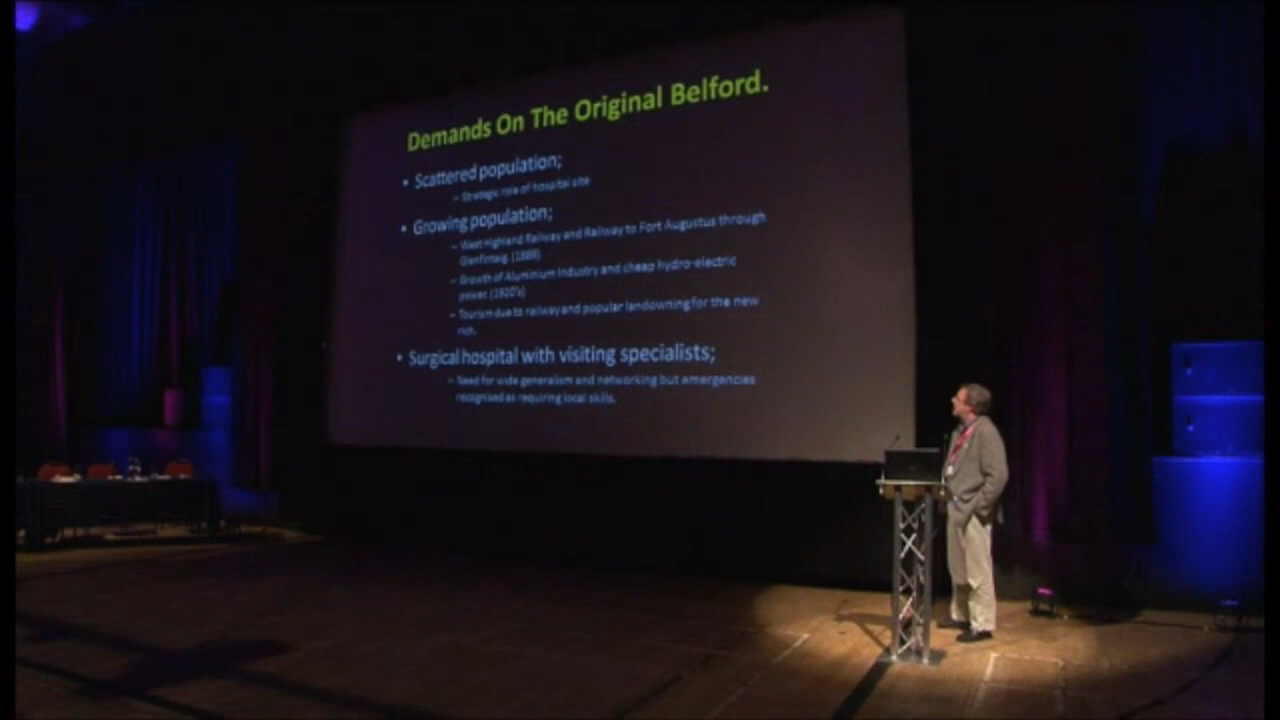 Demands On The Original Belford.
• Scattered population;
– Strategic role of hospital site
• Growing population;
– West Highland Railway and Railway to Fort Augustus through
Glenfintaig. (1889)
– Growth of Aluminium Industry and cheap hydro-electric
power. (1920's)
– Tourism due to railway and popular landowning for the new
rich.
• Surgical hospital with visiting specialists;
– Need for wide generalism and networking but emergencies
recognised as requiring local skills.